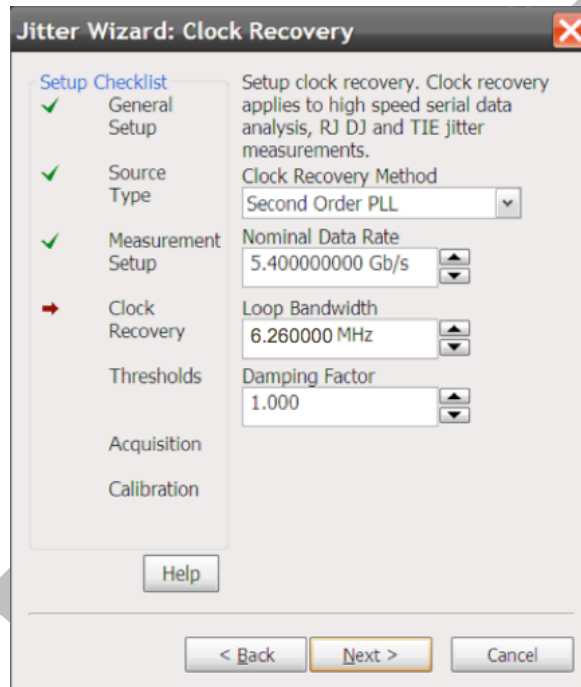 Jitter Wizard: Clock Recovery
Setup Checklist
General
Setup
Source
Type
Measurement
Setup
Clock
Recovery
Thresholds
Acquisition
Calibration
Help
Setup clock recovery. Clock recovery
applies to high speed serial data
analysis, RJ DJ and TIE jitter
measurements.
Clock Recovery Method
Second Order PLL
Nominal Data Rate
5.400000000 Gb/s
Loop Bandwidth
6.260000 MHz
Damping Factor
1.000
< Back
Next >
Cancel